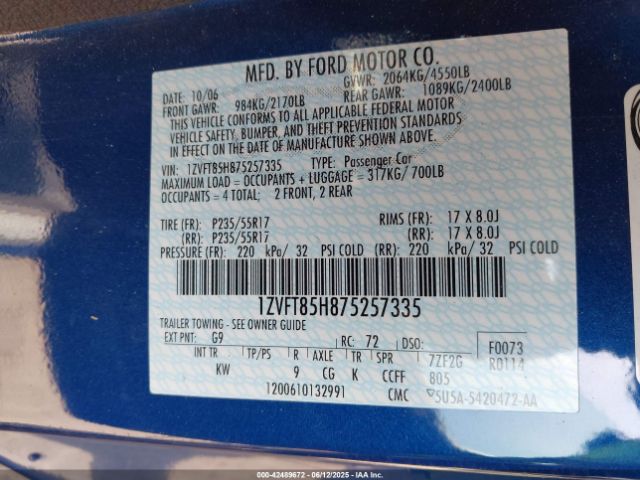 MFD. BY FORD MOTOR CO.
DATE: 10/06 GVWR: 2064KG/4550LB
FRONT GAWR: 984KG/2170LB REAR GAWR: 1089KG/2400LB
THIS VEHICLE CONFORMS TO ALL APPLICABLE FEDERAL MOTOR
VEHICLE SAFETY, BUMPER, AND THEFT PREVENTION STANDARDS
IN EFFECT ON THE DATE OF MANUFACTURE SHOWN ABOVE.
VIN: 1ZVFT85H875257335 TYPE: Passenger Car
MAXIMUM LOAD = OCCUPANTS + LUGGAGE = 317KG/ 700LB
OCCUPANTS = 4 TOTAL: 2 FRONT, 2 REAR
TIRE (FR): P235/55R17 RIMS (FR): 17 X 8.0J
(RR): P235/55R17 (RR): 17 X 8.0J
PRESSURE (FR): 220 kPa/ 32 PSI COLD (RR): 220 kPa/ 32 PSI COLD
1ZVFT85H875257335
TRAILER TOWING - SEE OWNER GUIDE
EXT PNT: G9 RC: 72 DSO: F0073
INT TR TP/PS R AXLE TR SPR 7ZF2G R0114
KW 9 CG K CCFF 805
1200610132991 CMC 5U5A-5420472-AA
000-42489672 - 06/12/2025 - IAAI.COM